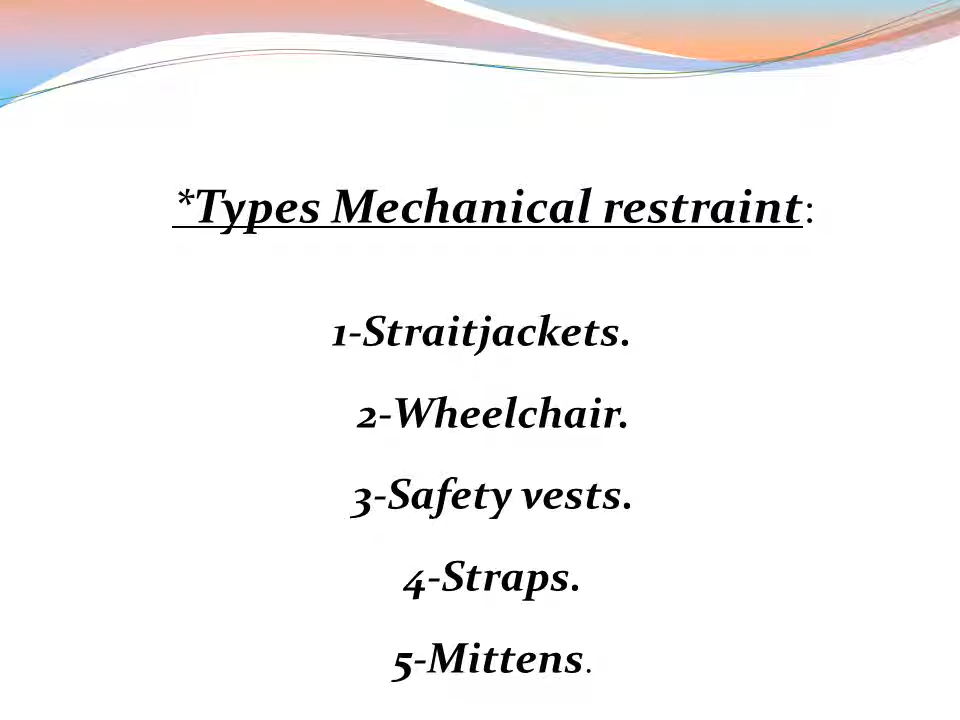 *Types Mechanical restraint:
1-Straitjackets.
2-Wheelchair.
3-Safety vests.
4-Straps.
5-Mittens.